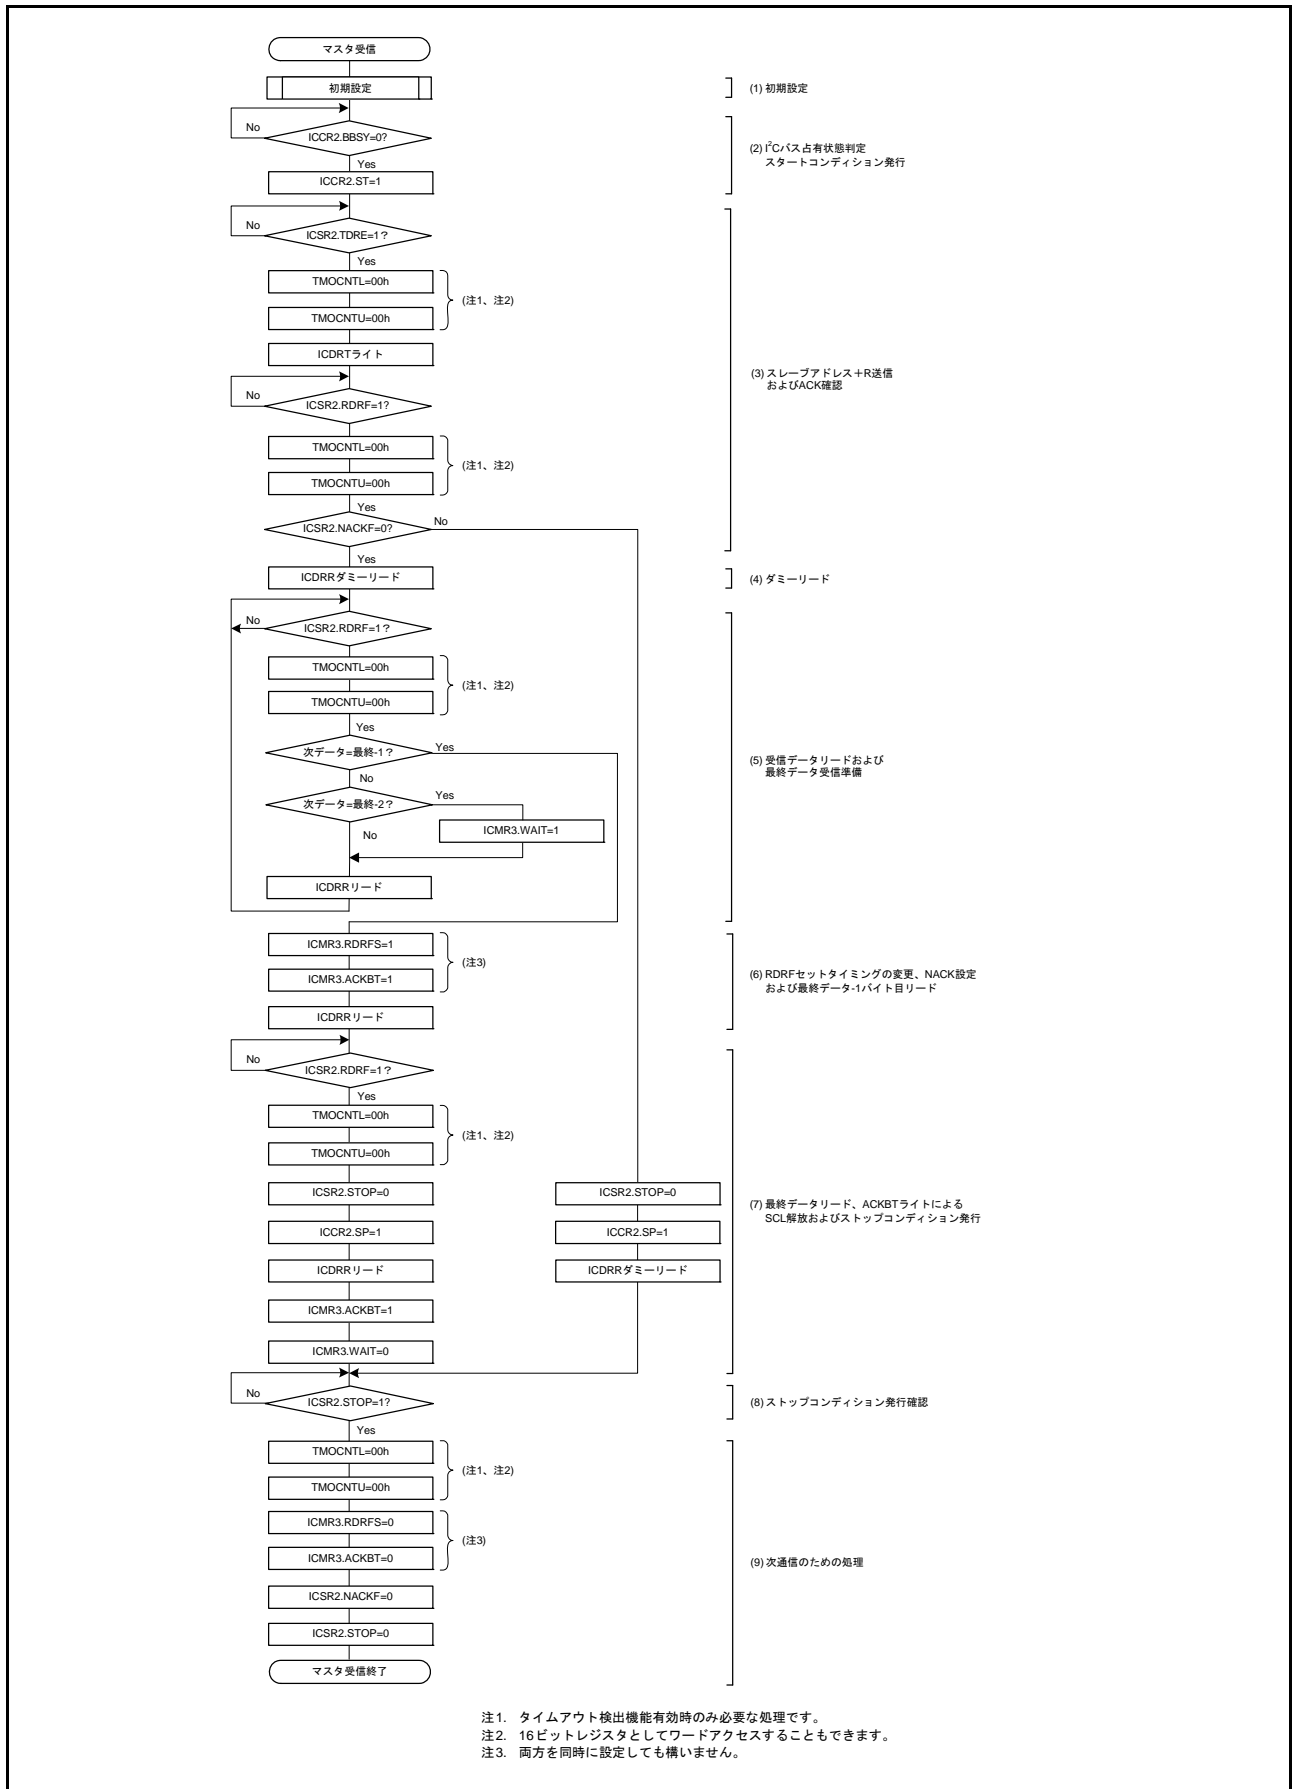 マスタ受信
初期設定
(1) 初期設定
No
ICCR2.BBSY=0?
Yes
(2) I²Cバス占有状態判定
スタートコンディション発行
ICCR2.ST=1
No
ICSR2.TDRE=1?
Yes
TMOCNTL=00h
(注1、注2)
TMOCNTU=00h
ICDRTライト
(3) スレーブアドレス+R送信
およびACK確認
No
ICSR2.RDRF=1?
TMOCNTL=00h
(注1、注2)
TMOCNTU=00h
Yes
ICSR2.NACKF=0?
No
Yes
ICDRRダミーリード
(4) ダミーリード
No
ICSR2.RDRF=1?
TMOCNTL=00h
(注1、注2)
TMOCNTU=00h
Yes
次データ=最終-1?
Yes
(5) 受信データリードおよび
最終データ受信準備
No
次データ=最終-2?
Yes
ICMR3.WAIT=1
No
ICDRRリード
ICMR3.RDRFS=1
(注3)
ICMR3.ACKBT=1
(6) RDRFセットタイミングの変更、NACK設定
および最終データ-1バイト目リード
ICDRRリード
No
ICSR2.RDRF=1?
Yes
TMOCNTL=00h
(注1、注2)
TMOCNTU=00h
ICSR2.STOP=0
ICSR2.STOP=0
(7) 最終データリード、ACKBTライトによる
SCL解放およびストップコンディション発行
ICCR2.SP=1
ICCR2.SP=1
ICDRRリード
ICDRRダミーリード
ICMR3.ACKBT=1
ICMR3.WAIT=0
No
ICSR2.STOP=1?
(8) ストップコンディション発行確認
Yes
TMOCNTL=00h
(注1、注2)
TMOCNTU=00h
ICMR3.RDRFS=0
(注3)
ICMR3.ACKBT=0
(9) 次通信のための処理
ICSR2.NACKF=0
ICSR2.STOP=0
マスタ受信終了
注1. タイムアウト検出機能有効時のみ必要な処理です。
注2. 16ビットレジスタとしてワードアクセスすることもできます。
注3. 両方を同時に設定しても構いません。